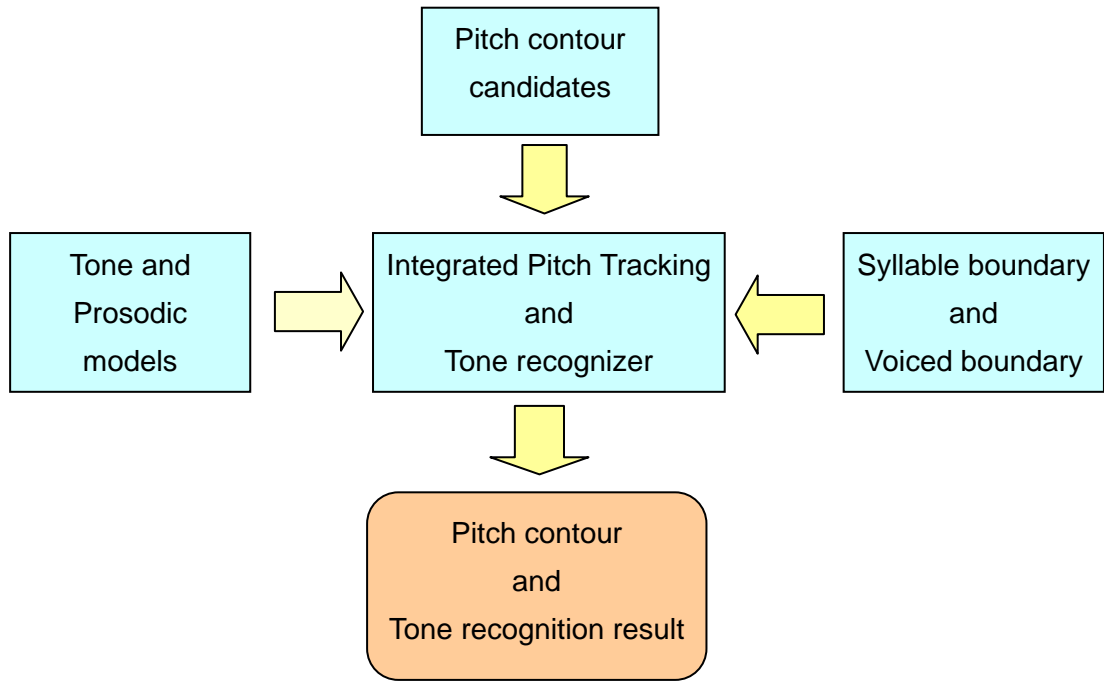 Pitch contour
candidates
Tone and
Prosodic
models
Integrated Pitch Tracking
and
Tone recognizer
Syllable boundary
and
Voiced boundary
Pitch contour
and
Tone recognition result